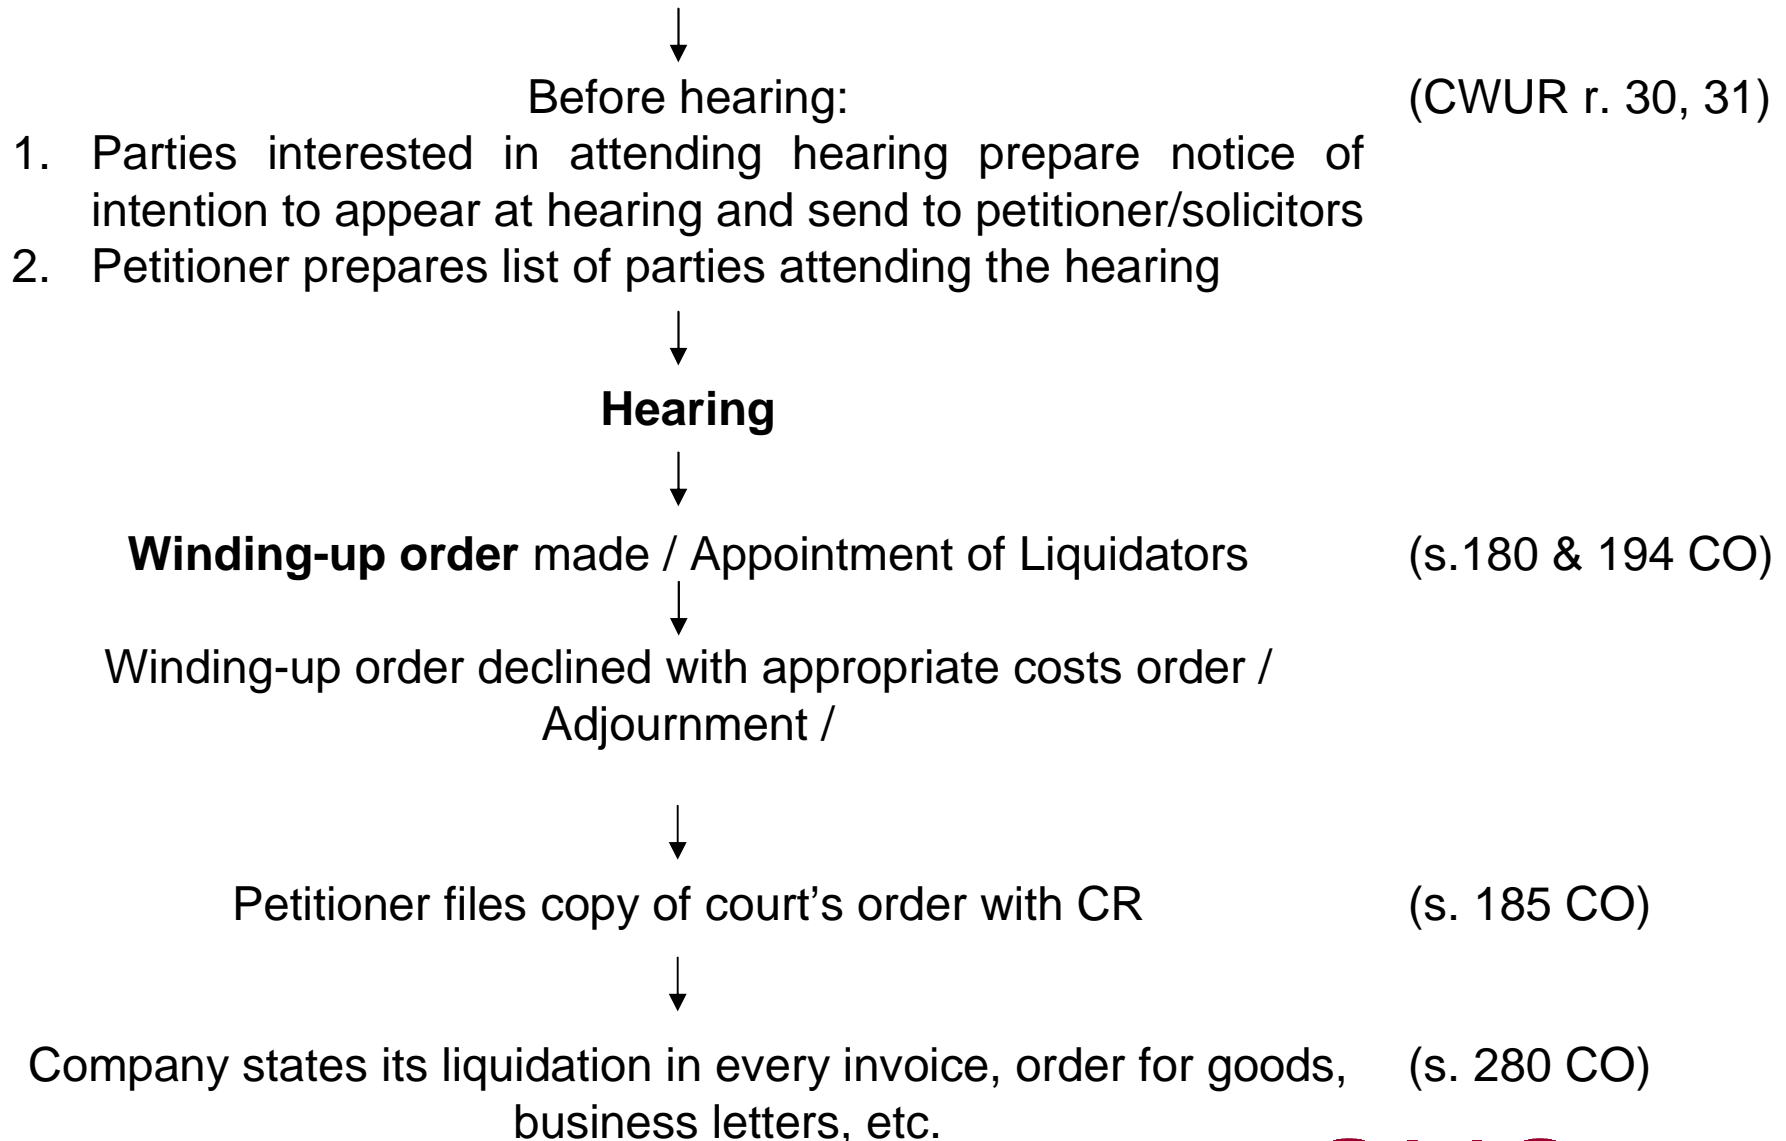 Before hearing: (CWUR r. 30, 31)
1. Parties interested in attending hearing prepare notice of
intention to appear at hearing and send to petitioner/solicitors
2. Petitioner prepares list of parties attending the hearing
Hearing
Winding-up order made / Appointment of Liquidators (s.180 & 194 CO)
Winding-up order declined with appropriate costs order /
Adjournment /
Petitioner files copy of court’s order with CR (s. 185 CO)
Company states its liquidation in every invoice, order for goods, (s. 280 CO)
business letters, etc.